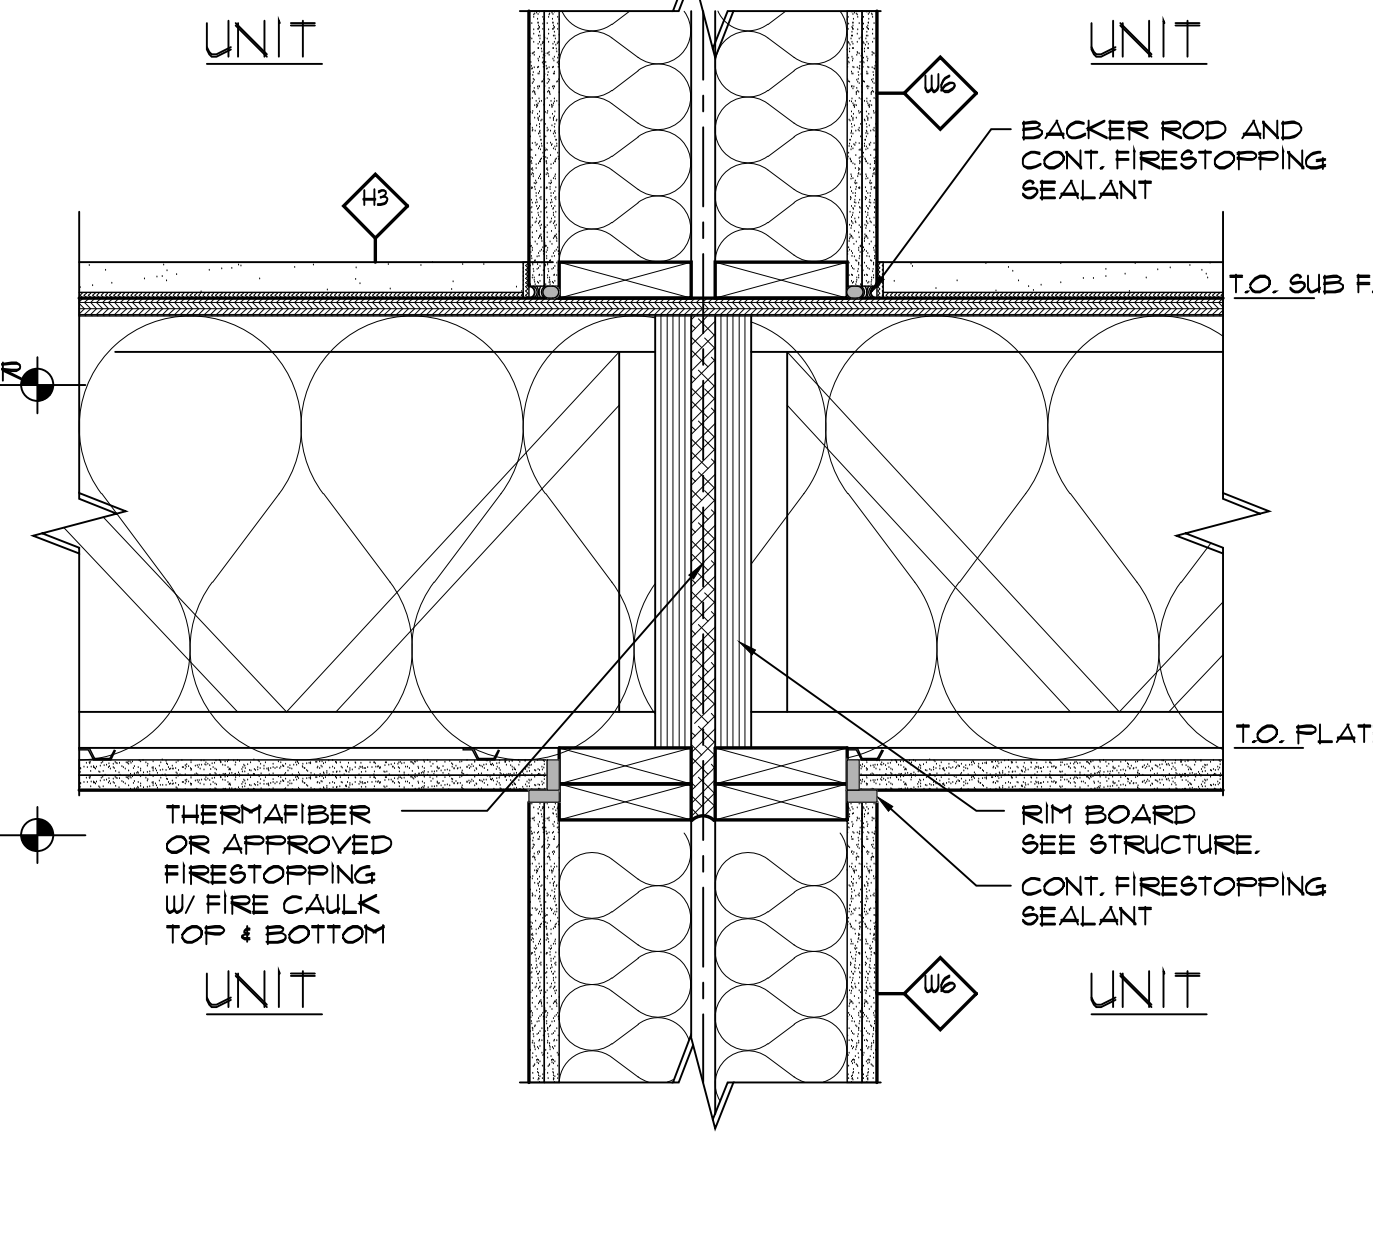 UNIT
UNIT
W6
BACKER ROD AND
CONT. FIRESTOPPING
SEALANT
H3
T.O. SUB F.
R
T.O. PLAT
THERMAFIBER
OR APPROVED
FIRESTOPPING
W/ FIRE CAULK
TOP & BOTTOM
RIM BOARD
SEE STRUCTURE.
CONT. FIRESTOPPING
SEALANT
UNIT
W6
UNIT